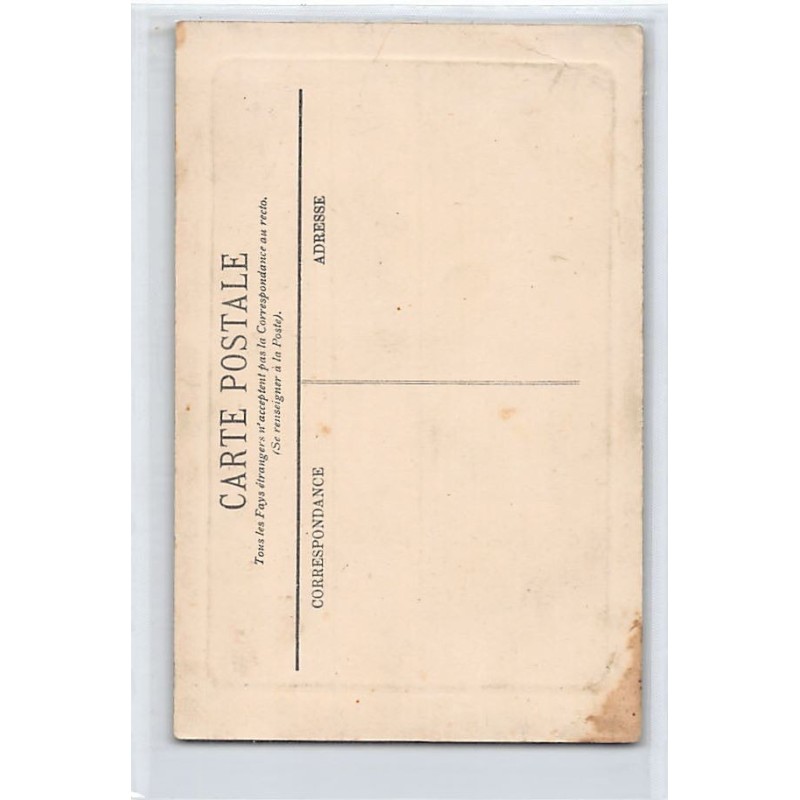 CARTE POSTALE
Tous les Pays étrangers n'acceptent pas la Correspondance au recto.
(Se renseigner à la Poste).
CORRESPONDANCE
ADRESSE